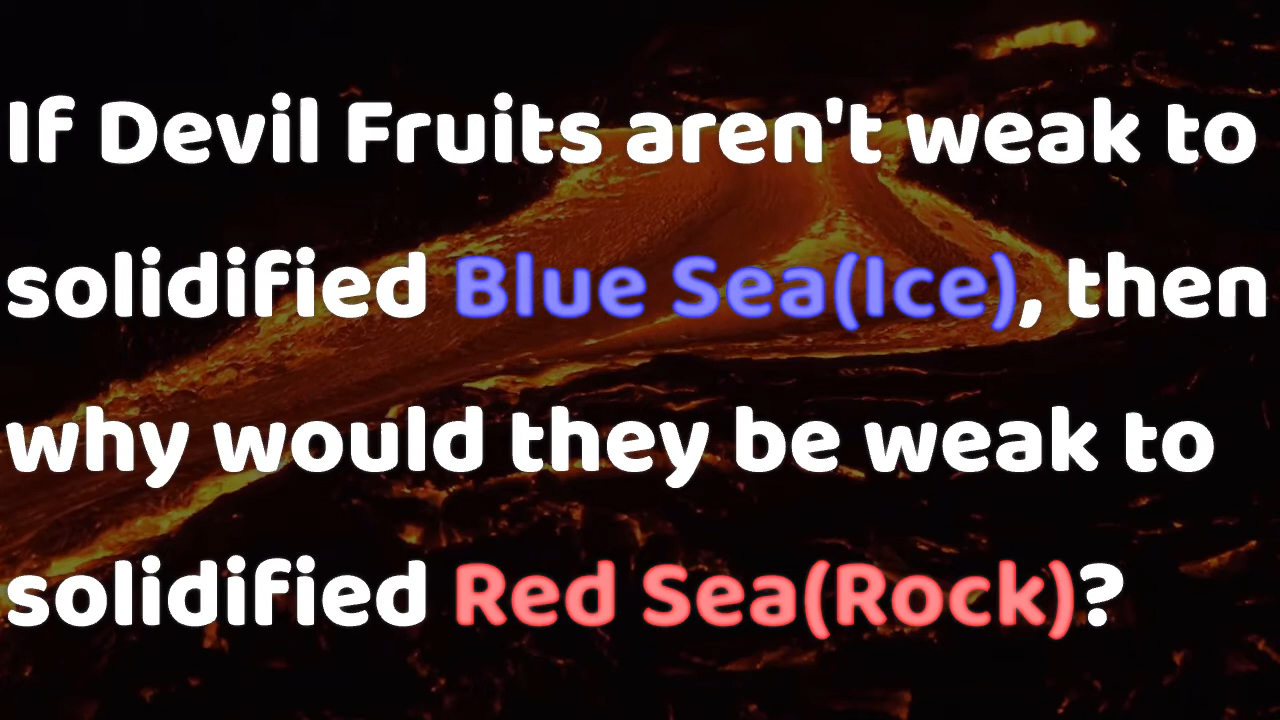 If Devil Fruits aren't weak to
solidified Blue Sea(Ice), then
why would they be weak to
solidified Red Sea(Rock)?